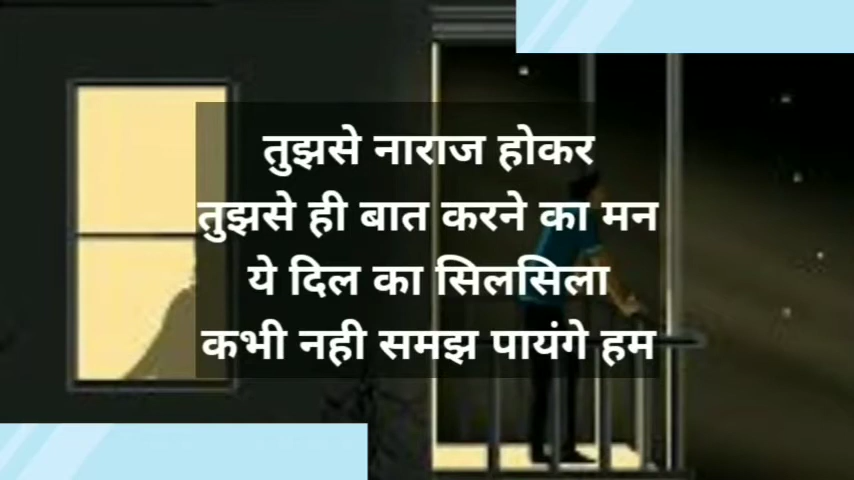 तुझसे नाराज होकर
तुझसे ही बात करने का मन
ये दिल का सिलसिला
कभी नही समझ पायंगे हम